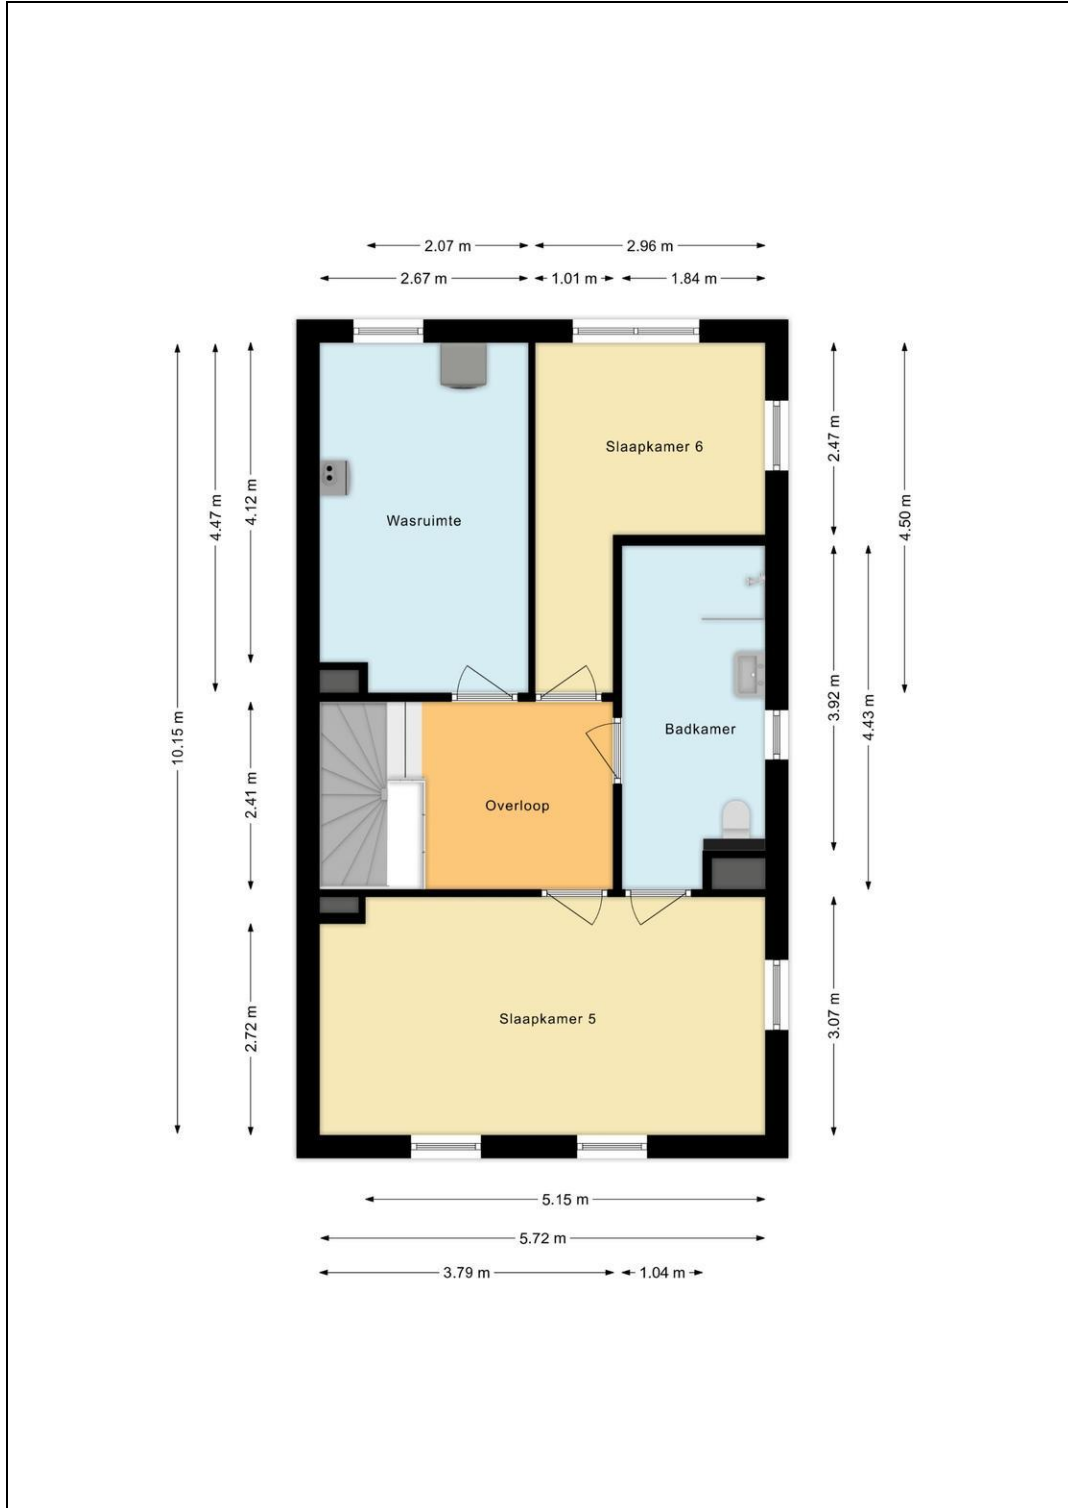 2.07 m
2.96 m
2.67 m
1.01 m
1.84 m
10.15 m
4.47 m
4.12 m
2.41 m
2.72 m
Slaapkamer 6
Wasruimte
Badkamer
Overloop
Slaapkamer 5
2.47 m
4.50 m
3.92 m
4.43 m
3.07 m
5.15 m
5.72 m
3.79 m
1.04 m